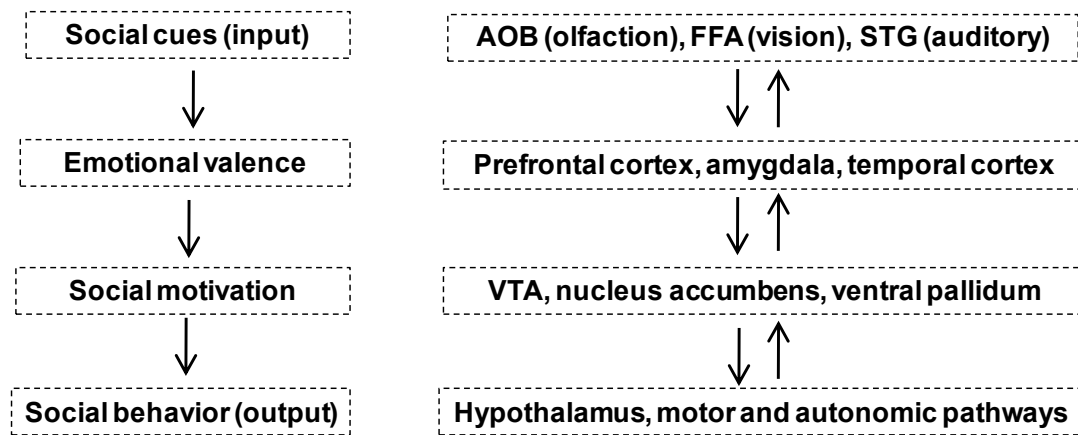 Social cues (input)
AOB (olfaction), FFA (vision), STG (auditory)
Emotional valence
Prefrontal cortex, amygdala, temporal cortex
Social motivation
VTA, nucleus accumbens, ventral pallidum
Social behavior (output)
Hypothalamus, motor and autonomic pathways